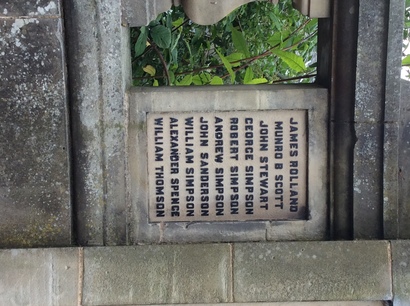 JAMES ROLLAND
MUNRO B SCOTT
JOHN STEWART
GEORGE SIMPSON
ROBERT SIMPSON
ANDREW SIMPSON
JOHN SANDERSON
WILLIAM SIMPSON
ALEXANDER SPENCE
WILLIAM THOMSON